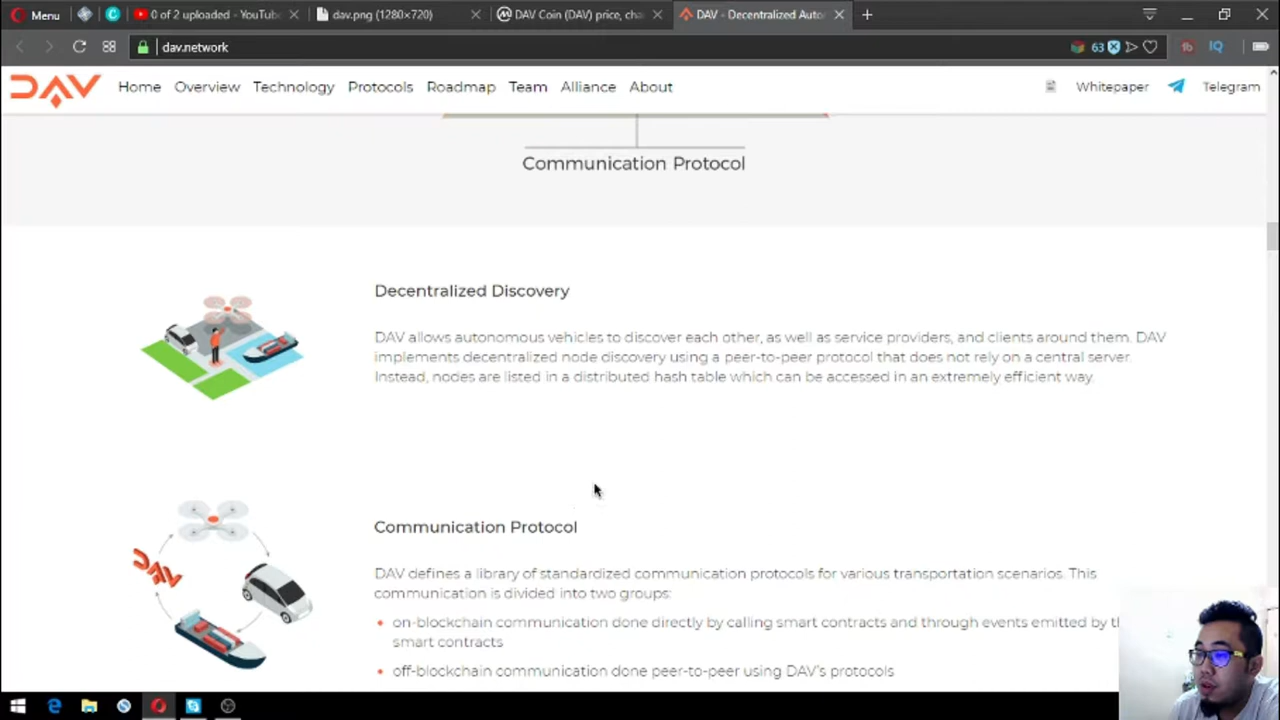 Menu
0 of 2 uploaded - YouTub
dav.png (1280×720)
DAV Coin (DAV) price, cha
DAV - Decentralized Auto
dav.network
63
IQ
DAV
Home
Overview
Technology
Protocols
Roadmap
Team
Alliance
About
Whitepaper
Telegram
Communication Protocol
Decentralized Discovery
DAV allows autonomous vehicles to discover each other, as well as service providers, and clients around them. DAV
implements decentralized node discovery using a peer-to-peer protocol that does not rely on a central server.
Instead, nodes are listed in a distributed hash table which can be accessed in an extremely efficient way.
Communication Protocol
DAV
DAV defines a library of standardized communication protocols for various transportation scenarios. This
communication is divided into two groups:
on-blockchain communication done directly by calling smart contracts and through events emitted by th
smart contracts
off-blockchain communication done peer-to-peer using DAV's protocols